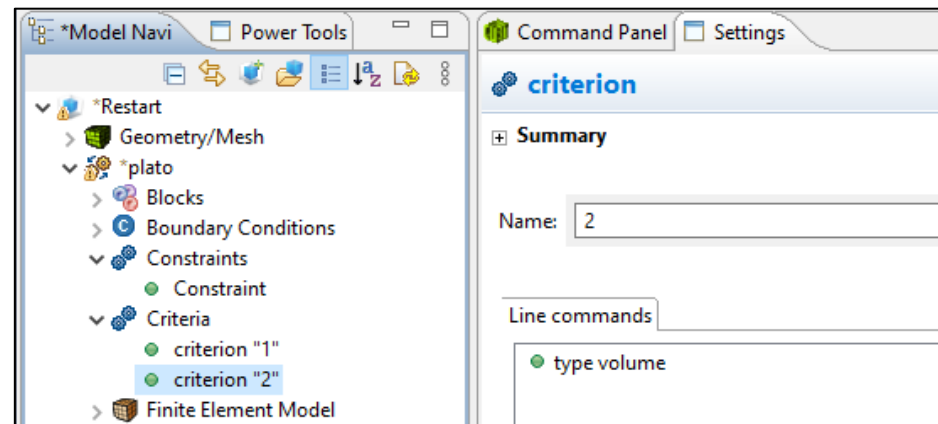 *Model Navi
Power Tools
*Restart
Geometry/Mesh
*plato
Blocks
Boundary Conditions
Constraints
Constraint
Criteria
criterion "1"
criterion "2"
Finite Element Model
Command Panel
Settings
criterion
Summary
Name: 2
Line commands
type volume